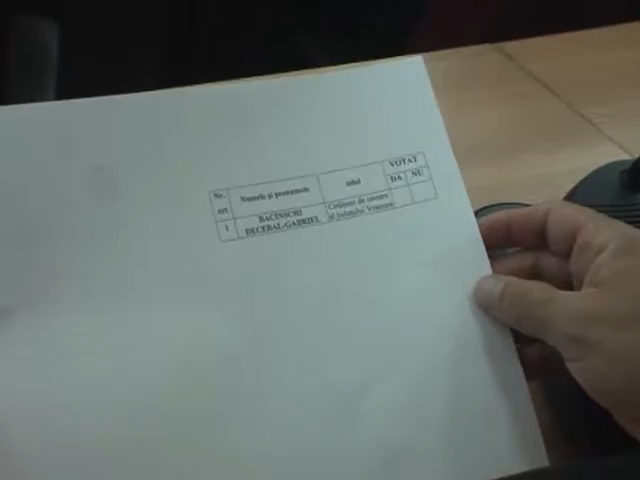 Nr. crt
Numele și prenumele
titlul
VOTAT
DA NU
1
BACINSCHI
DECEBAL-GABRIEL
Cetățean de onoare
al județului Vrancea